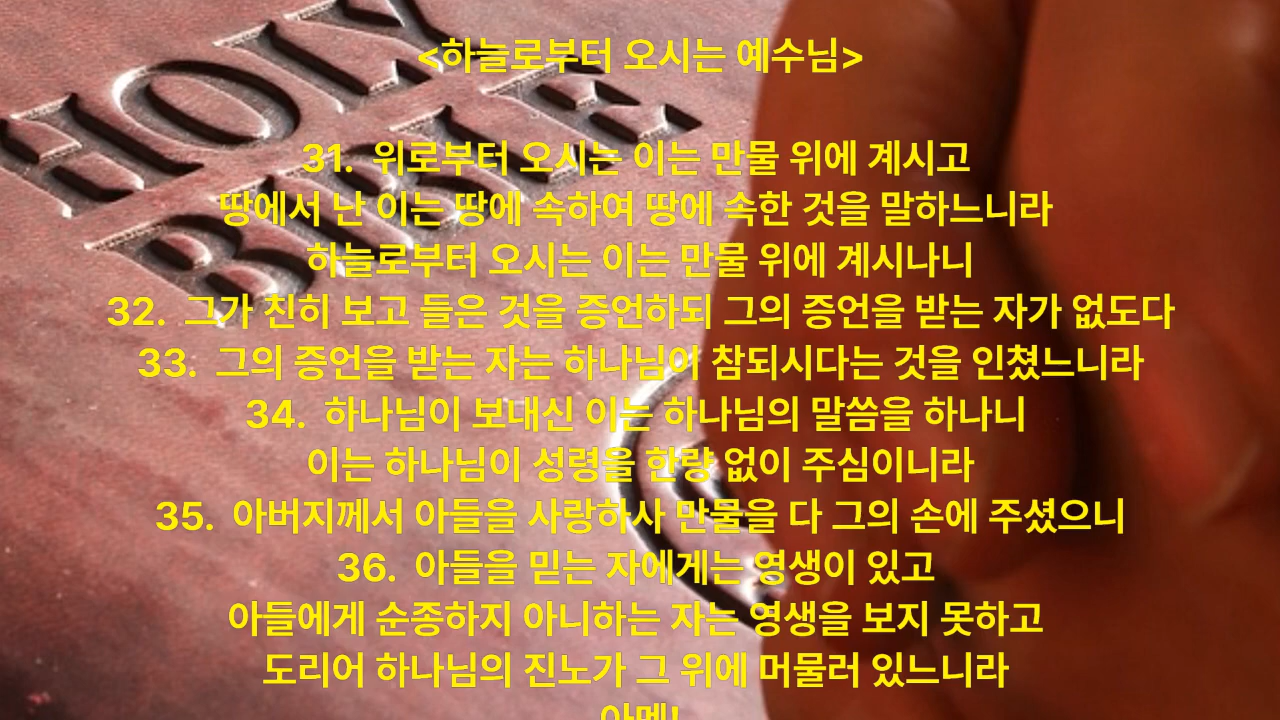 HOLY
BIBLE
<하늘로부터 오시는 예수님>
31. 위로부터 오시는 이는 만물 위에 계시고
땅에서 난 이는 땅에 속하여 땅에 속한 것을 말하느니라
하늘로부터 오시는 이는 만물 위에 계시나니
32. 그가 친히 보고 들은 것을 증언하되 그의 증언을 받는 자가 없도다
33. 그의 증언을 받는 자는 하나님이 참되시다는 것을 인쳤느니라
34. 하나님이 보내신 이는 하나님의 말씀을 하나니
이는 하나님이 성령을 한량 없이 주심이니라
35. 아버지께서 아들을 사랑하사 만물을 다 그의 손에 주셨으니
36. 아들을 믿는 자에게는 영생이 있고
아들에게 순종하지 아니하는 자는 영생을 보지 못하고
도리어 하나님의 진노가 그 위에 머물러 있느니라